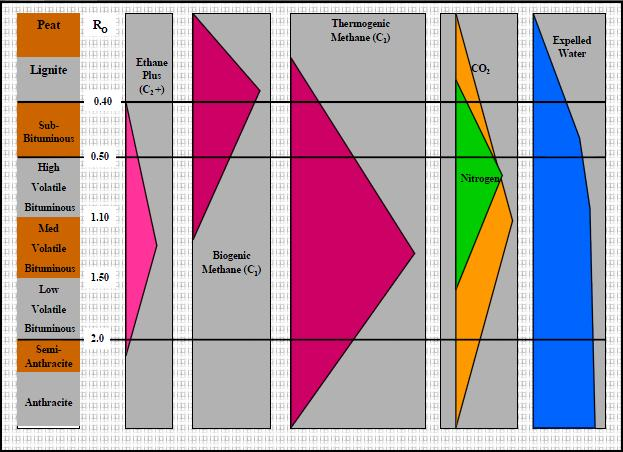 Peat
Lignite
Sub-
Bituminous
High
Volatile
Bituminous
Med
Volatile
Bituminous
Low
Volatile
Bituminous
Semi-
Anthracite
Anthracite
Ro
0.40
0.50
1.10
1.50
2.0
Ethane
Plus
(C2 +)
Biogenic
Methane (C1)
Thermogenic
Methane (C1)
CO2
Nitrogen
Expelled
Water